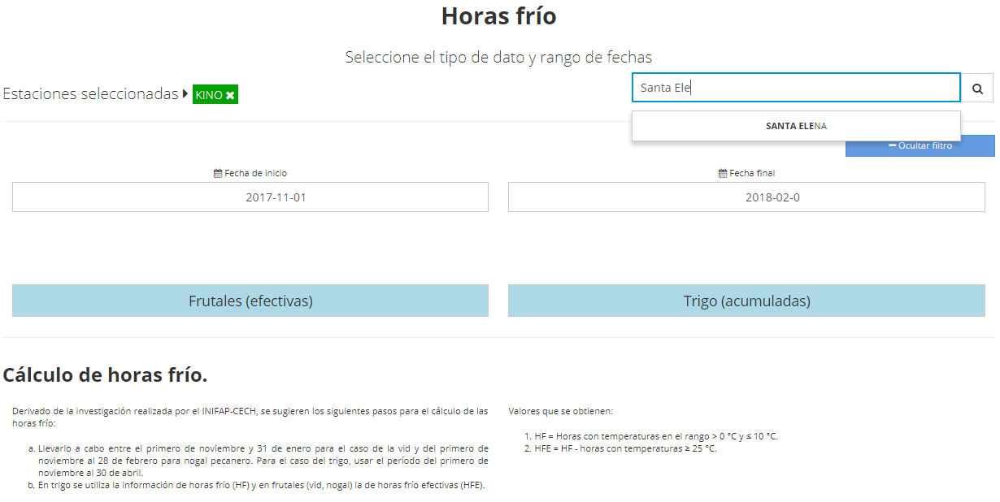 Horas frío
Seleccione el tipo de dato y rango de fechas
Estaciones seleccionadas
KINO
Santa Ele
SANTA ELENA
Ocultar filtro
Fecha de inicio
2017-11-01
Fecha final
2018-02-0
Frutales (efectivas)
Trigo (acumuladas)
Cálculo de horas frío.
Derivado de la investigación realizada por el INIFAP-CECH, se sugieren los siguientes pasos para el cálculo de las
horas frío:
a. Llevarlo a cabo entre el primero de noviembre y 31 de enero para el caso de la vid y del primero de
noviembre al 28 de febrero para nogal pecanero. Para el caso del trigo, usar el período del primero de
noviembre al 30 de abril.
b. En trigo se utiliza la información de horas frío (HF) y en frutales (vid, nogal) la de horas frío efectivas (HFE).
Valores que se obtienen:
1. HF = Horas con temperaturas en el rango > 0 °C y ≤ 10 °C.
2. HFE = HF - horas con temperaturas ≥ 25 °C.